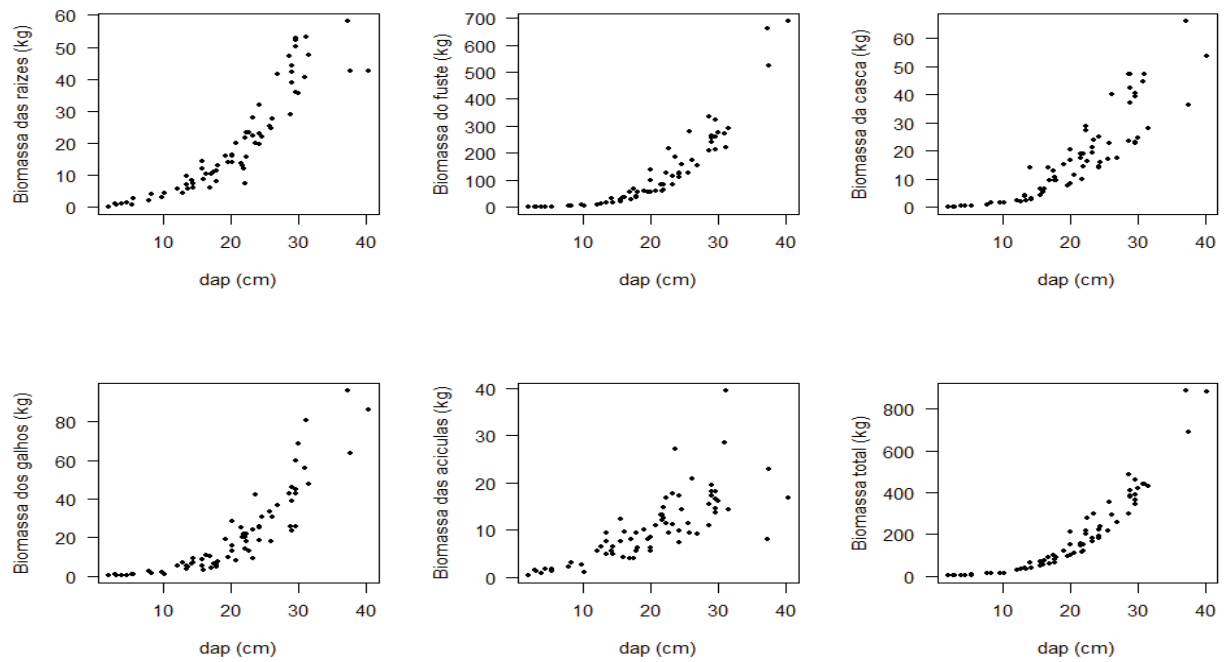 Biomassa das raizes (kg)
60
50
40
30
20
10
0
10 20 30 40
dap (cm)
Biomassa do fuste (kg)
700
600
500
400
300
200
100
0
10 20 30 40
dap (cm)
Biomassa da casca (kg)
60
50
40
30
20
10
0
10 20 30 40
dap (cm)
Biomassa dos galhos (kg)
80
60
40
20
0
10 20 30 40
dap (cm)
Biomassa das aciculas (kg)
40
30
20
10
0
10 20 30 40
dap (cm)
Biomassa total (kg)
800
600
400
200
0
10 20 30 40
dap (cm)